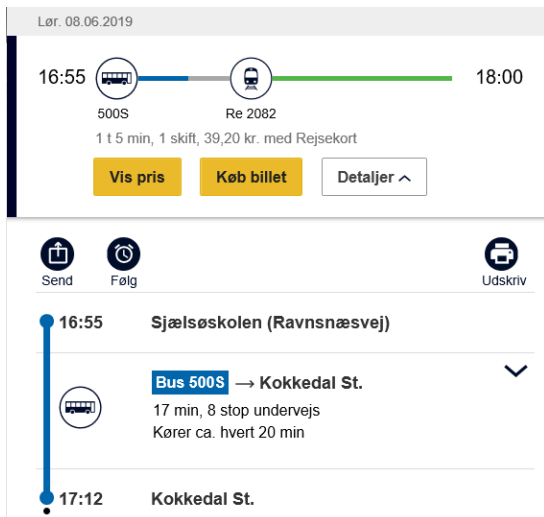 Lør. 08.06.2019
16:55
18:00
500S
Re 2082
1 t 5 min, 1 skift, 39,20 kr. med Rejsekort
Vis pris
Køb billet
Detaljer
Send
Følg
Udskriv
16:55 Sjælsøskolen (Ravnsnæsvej)
Bus 500S → Kokkedal St.
17 min, 8 stop undervejs
Kører ca. hvert 20 min
17:12 Kokkedal St.